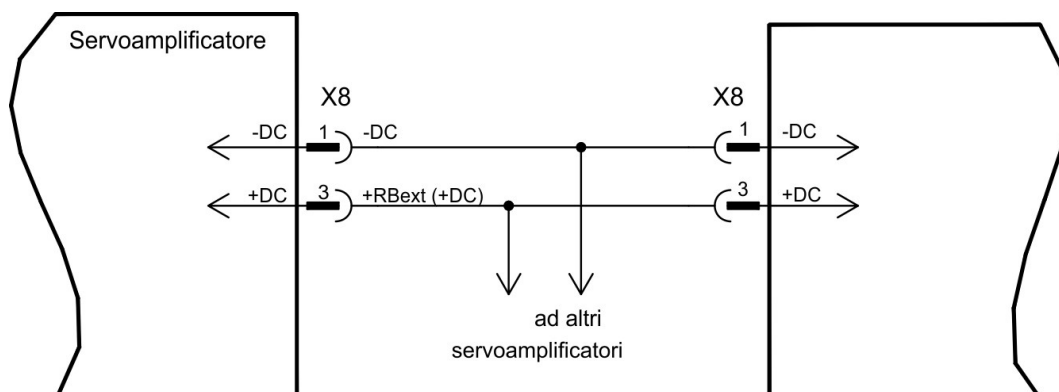 Servoamplificatore
X8
X8
-DC 1 -DC
1 -DC
+DC 3 +RBext (+DC)
3 +DC
ad altri
servoamplificatori